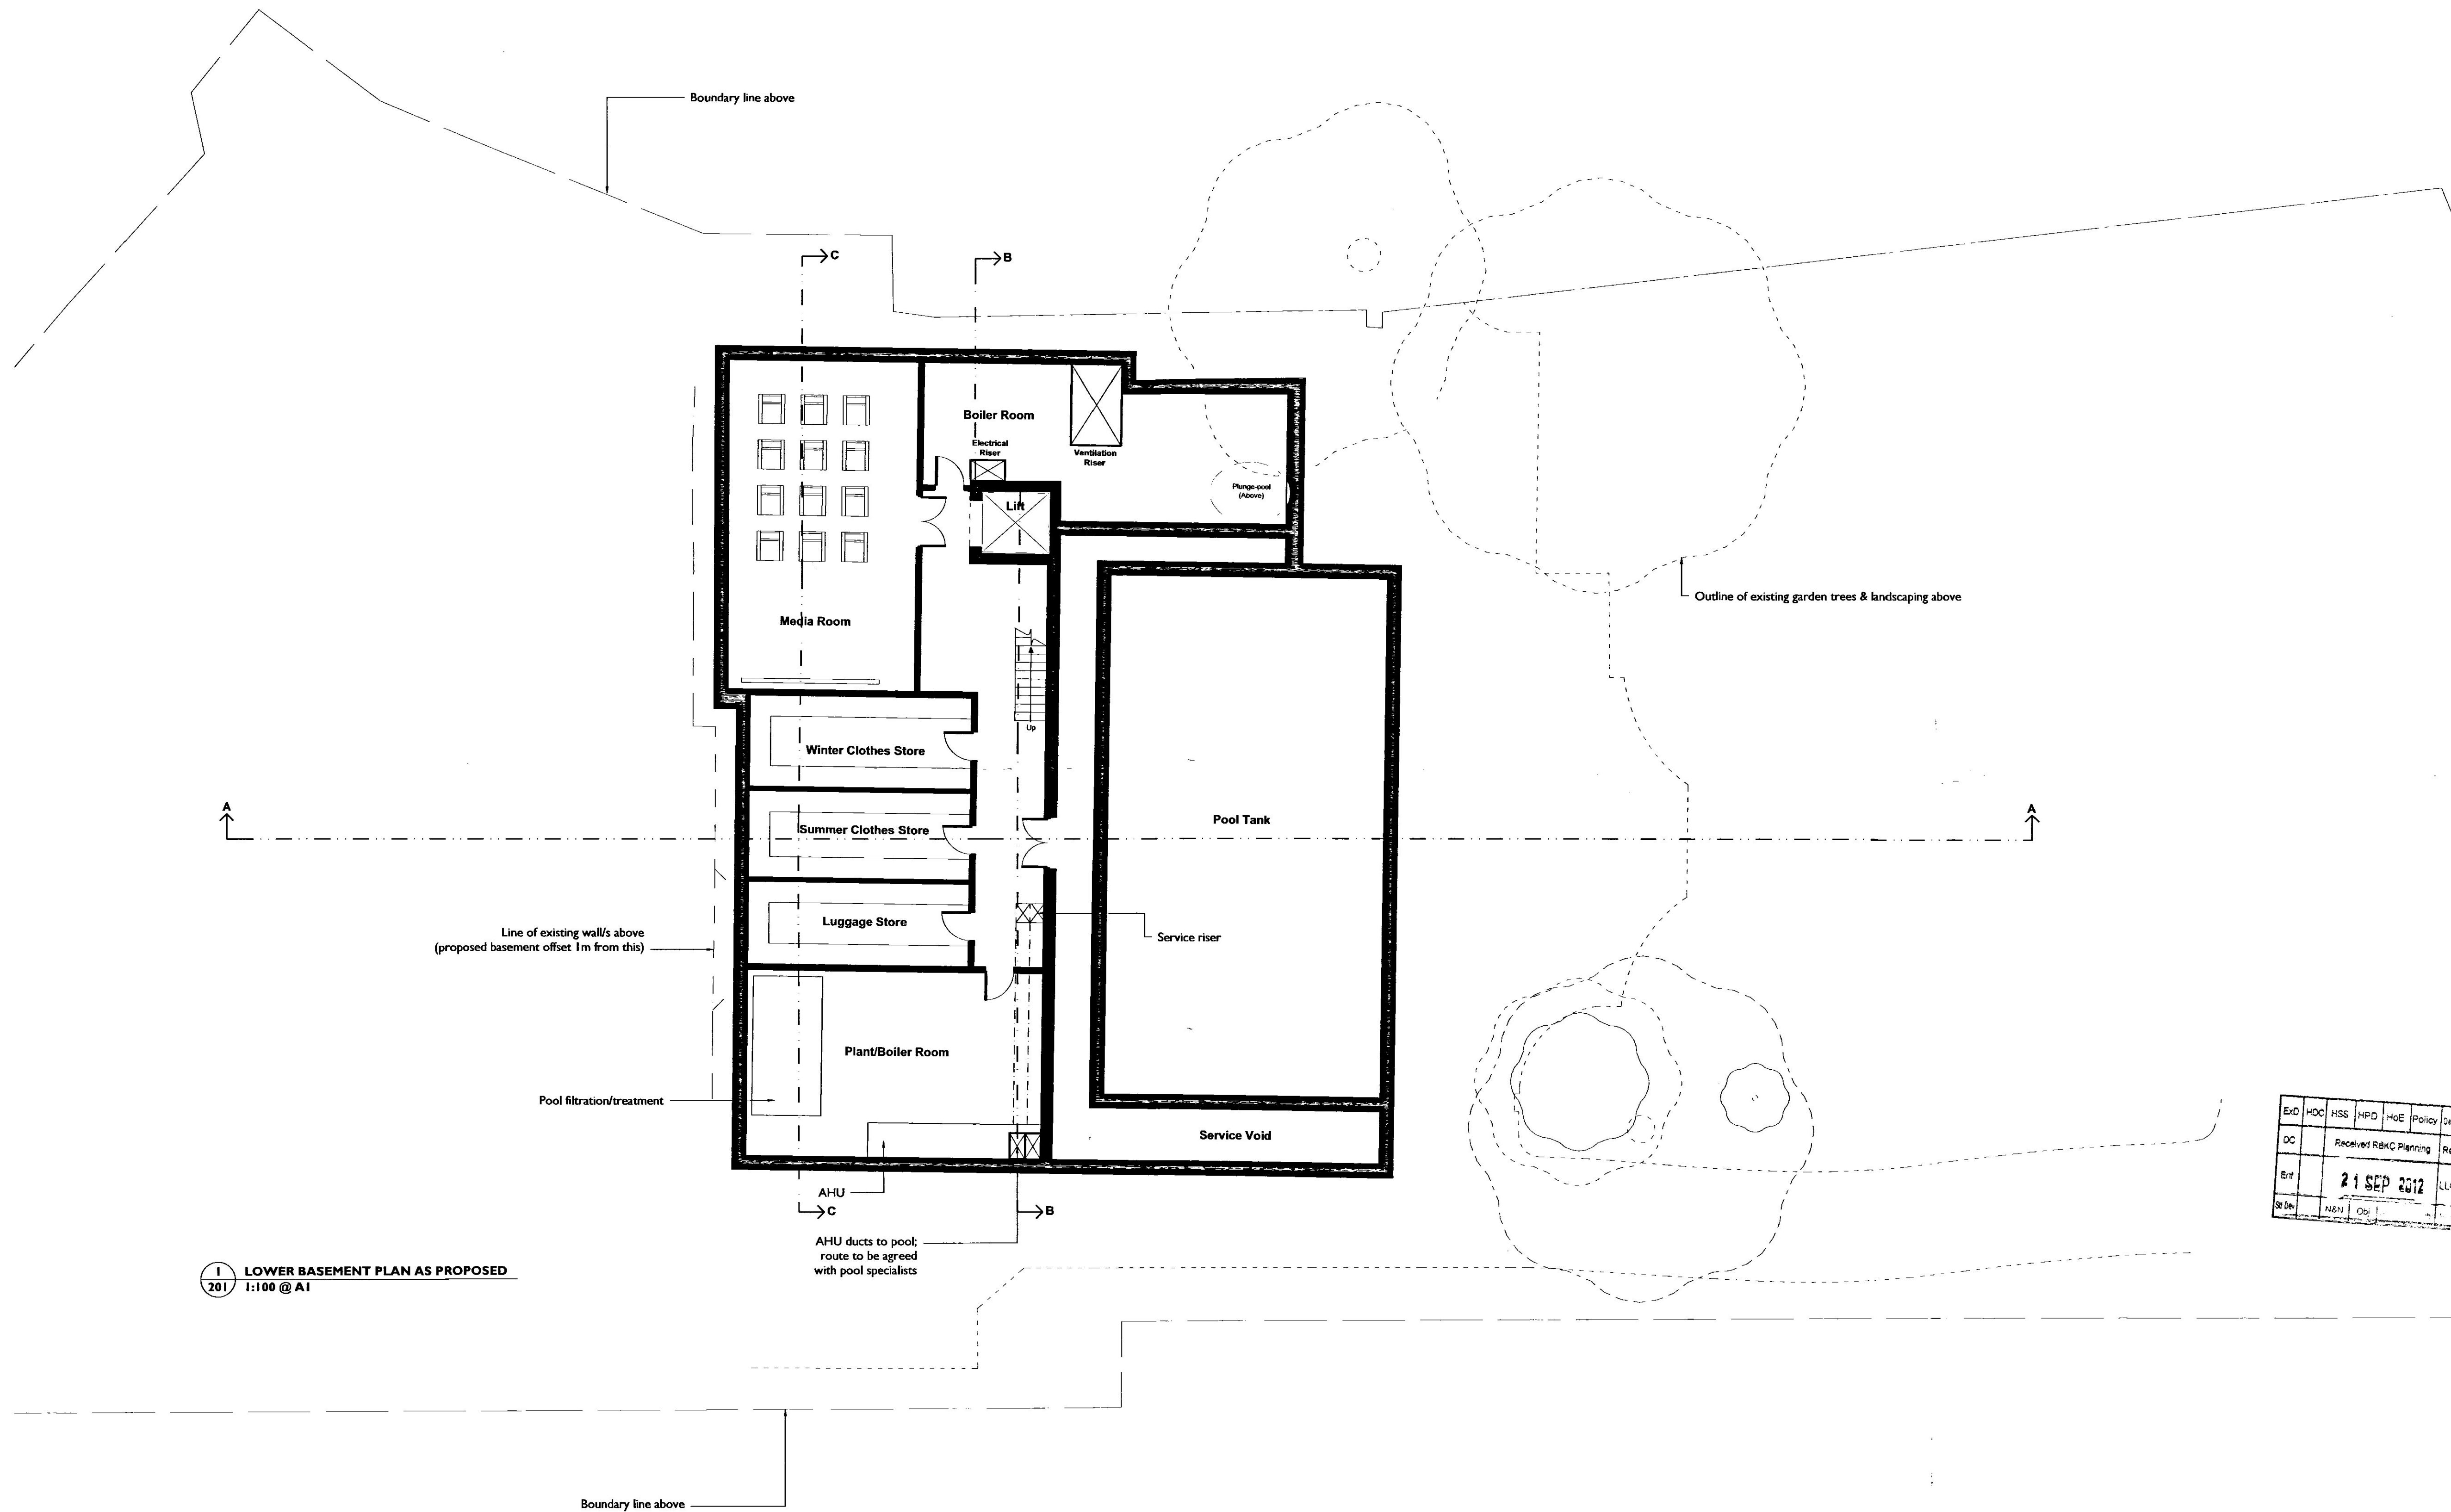 Boundary line above
C
B
Boiler Room
Electrical
Riser
Ventilation
Riser
Plunge-pool
(Above)
Lift
Outline of existing garden trees & landscaping above
Media Room
Up
Winter Clothes Store
A
A
Summer Clothes Store
Pool Tank
Luggage Store
Line of existing wall/s above
(proposed basement offset 1m from this)
Service riser
Plant/Boiler Room
Pool filtration/treatment
Service Void
AHU
C
B
AHU ducts to pool;
route to be agreed
with pool specialists
1
201
LOWER BASEMENT PLAN AS PROPOSED
1:100 @ A1
Boundary line above
ExD HDC HSS HPD HoE Policy
DC Received RBKC Planning
Enf 21 SEP 2012
Str Dev N&N Obj